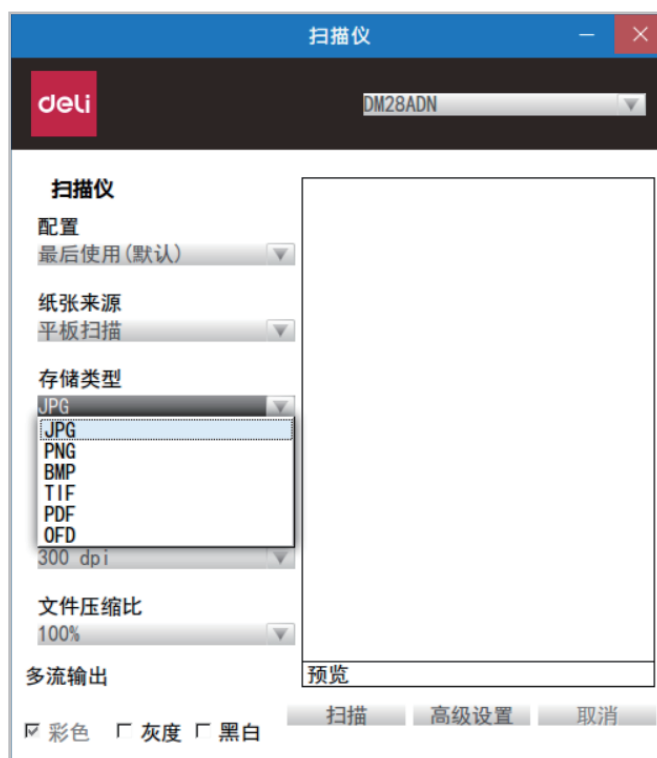 扫描仪
deli
DM28ADN
扫描仪
配置
最后使用(默认)
纸张来源
平板扫描
存储类型
JPG
JPG
PNG
BMP
TIF
PDF
OFD
300 dpi
文件压缩比
100%
多流输出
彩色 灰度 黑白
预览
扫描 高级设置 取消